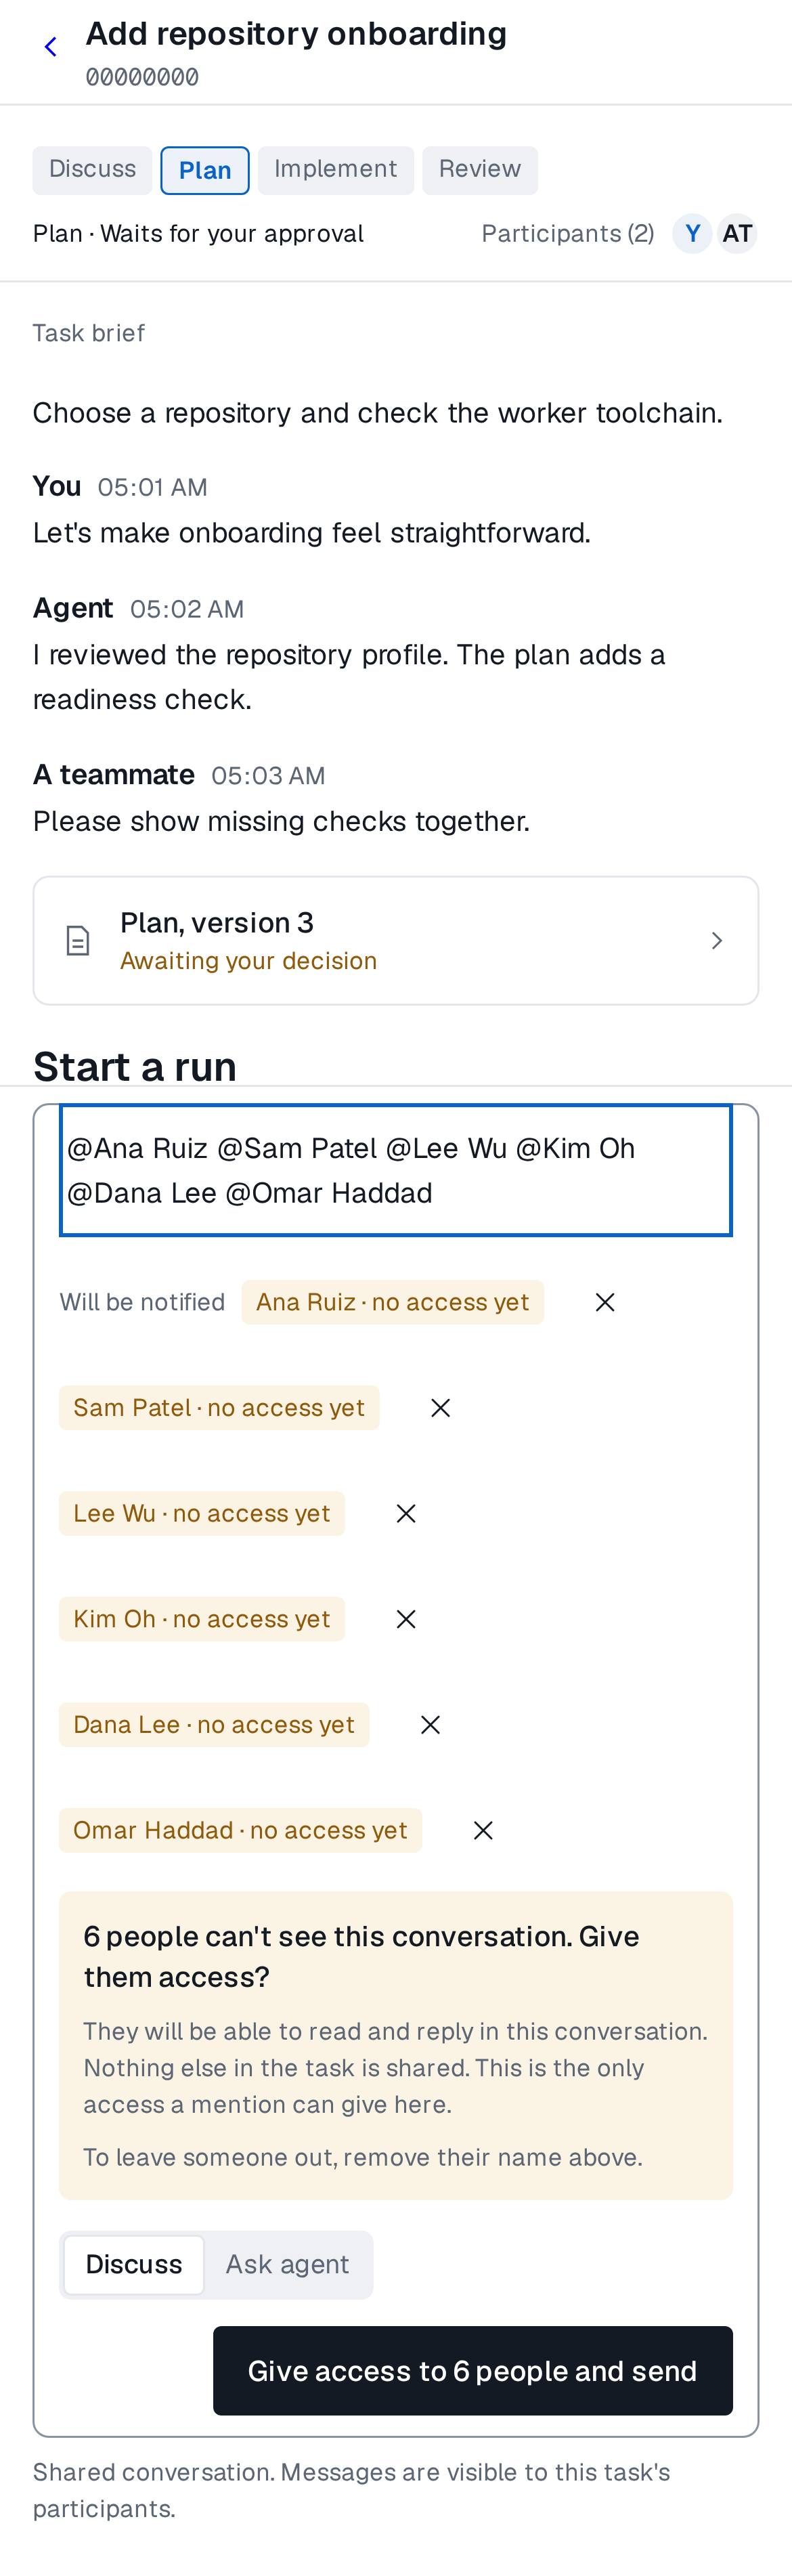 Add repository onboarding
00000000
Discuss Plan Implement Review
Plan · Waits for your approval Participants (2) Y AT
Task brief
Choose a repository and check the worker toolchain.
You 05:01 AM
Let's make onboarding feel straightforward.
Agent 05:02 AM
I reviewed the repository profile. The plan adds a
readiness check.
A teammate 05:03 AM
Please show missing checks together.
Plan, version 3
Awaiting your decision
Start a run
@Ana Ruiz @Sam Patel @Lee Wu @Kim Oh
@Dana Lee @Omar Haddad
Will be notified Ana Ruiz · no access yet
Sam Patel · no access yet
Lee Wu · no access yet
Kim Oh · no access yet
Dana Lee · no access yet
Omar Haddad · no access yet
6 people can't see this conversation. Give
them access?
They will be able to read and reply in this conversation.
Nothing else in the task is shared. This is the only
access a mention can give here.
To leave someone out, remove their name above.
Discuss Ask agent
Give access to 6 people and send
Shared conversation. Messages are visible to this task's
participants.